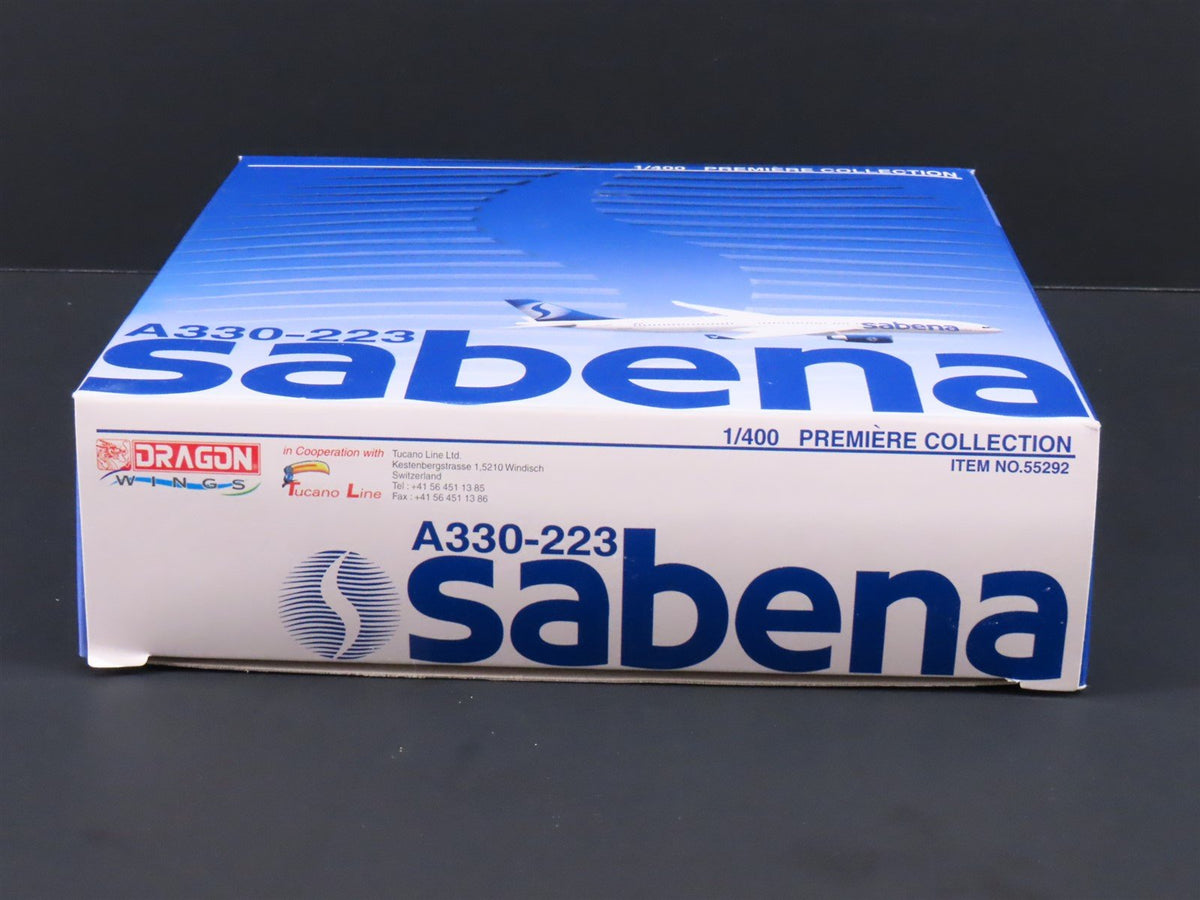 1/400 PREMIÈRE COLLECTION
sabena
A330-223
sabena
1/400 PREMIÈRE COLLECTION
ITEM NO.55292
DRAGON
WINGS
in Cooperation with
Tucano Line
Tucano Line Ltd.
Kestenbergstrasse 1,5210 Windisch
Switzerland
Tel : +41 56 451 13 85
Fax : +41 56 451 13 86
A330-223
sabena